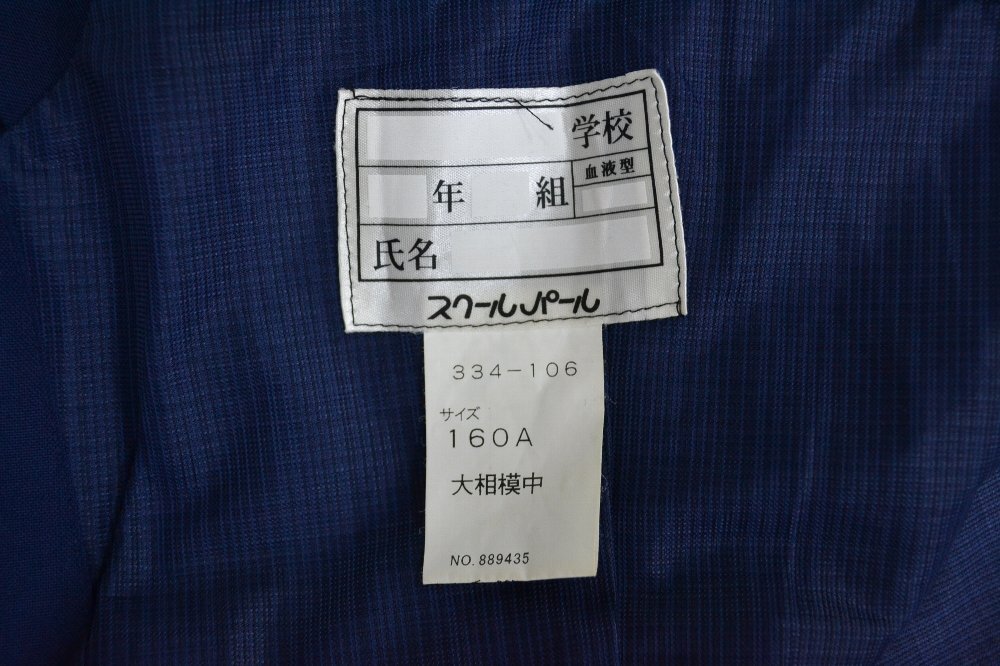 学校
年 組 血液型
氏名
スクールパール
334-106
サイズ
160A
大相模中
NO. 889435